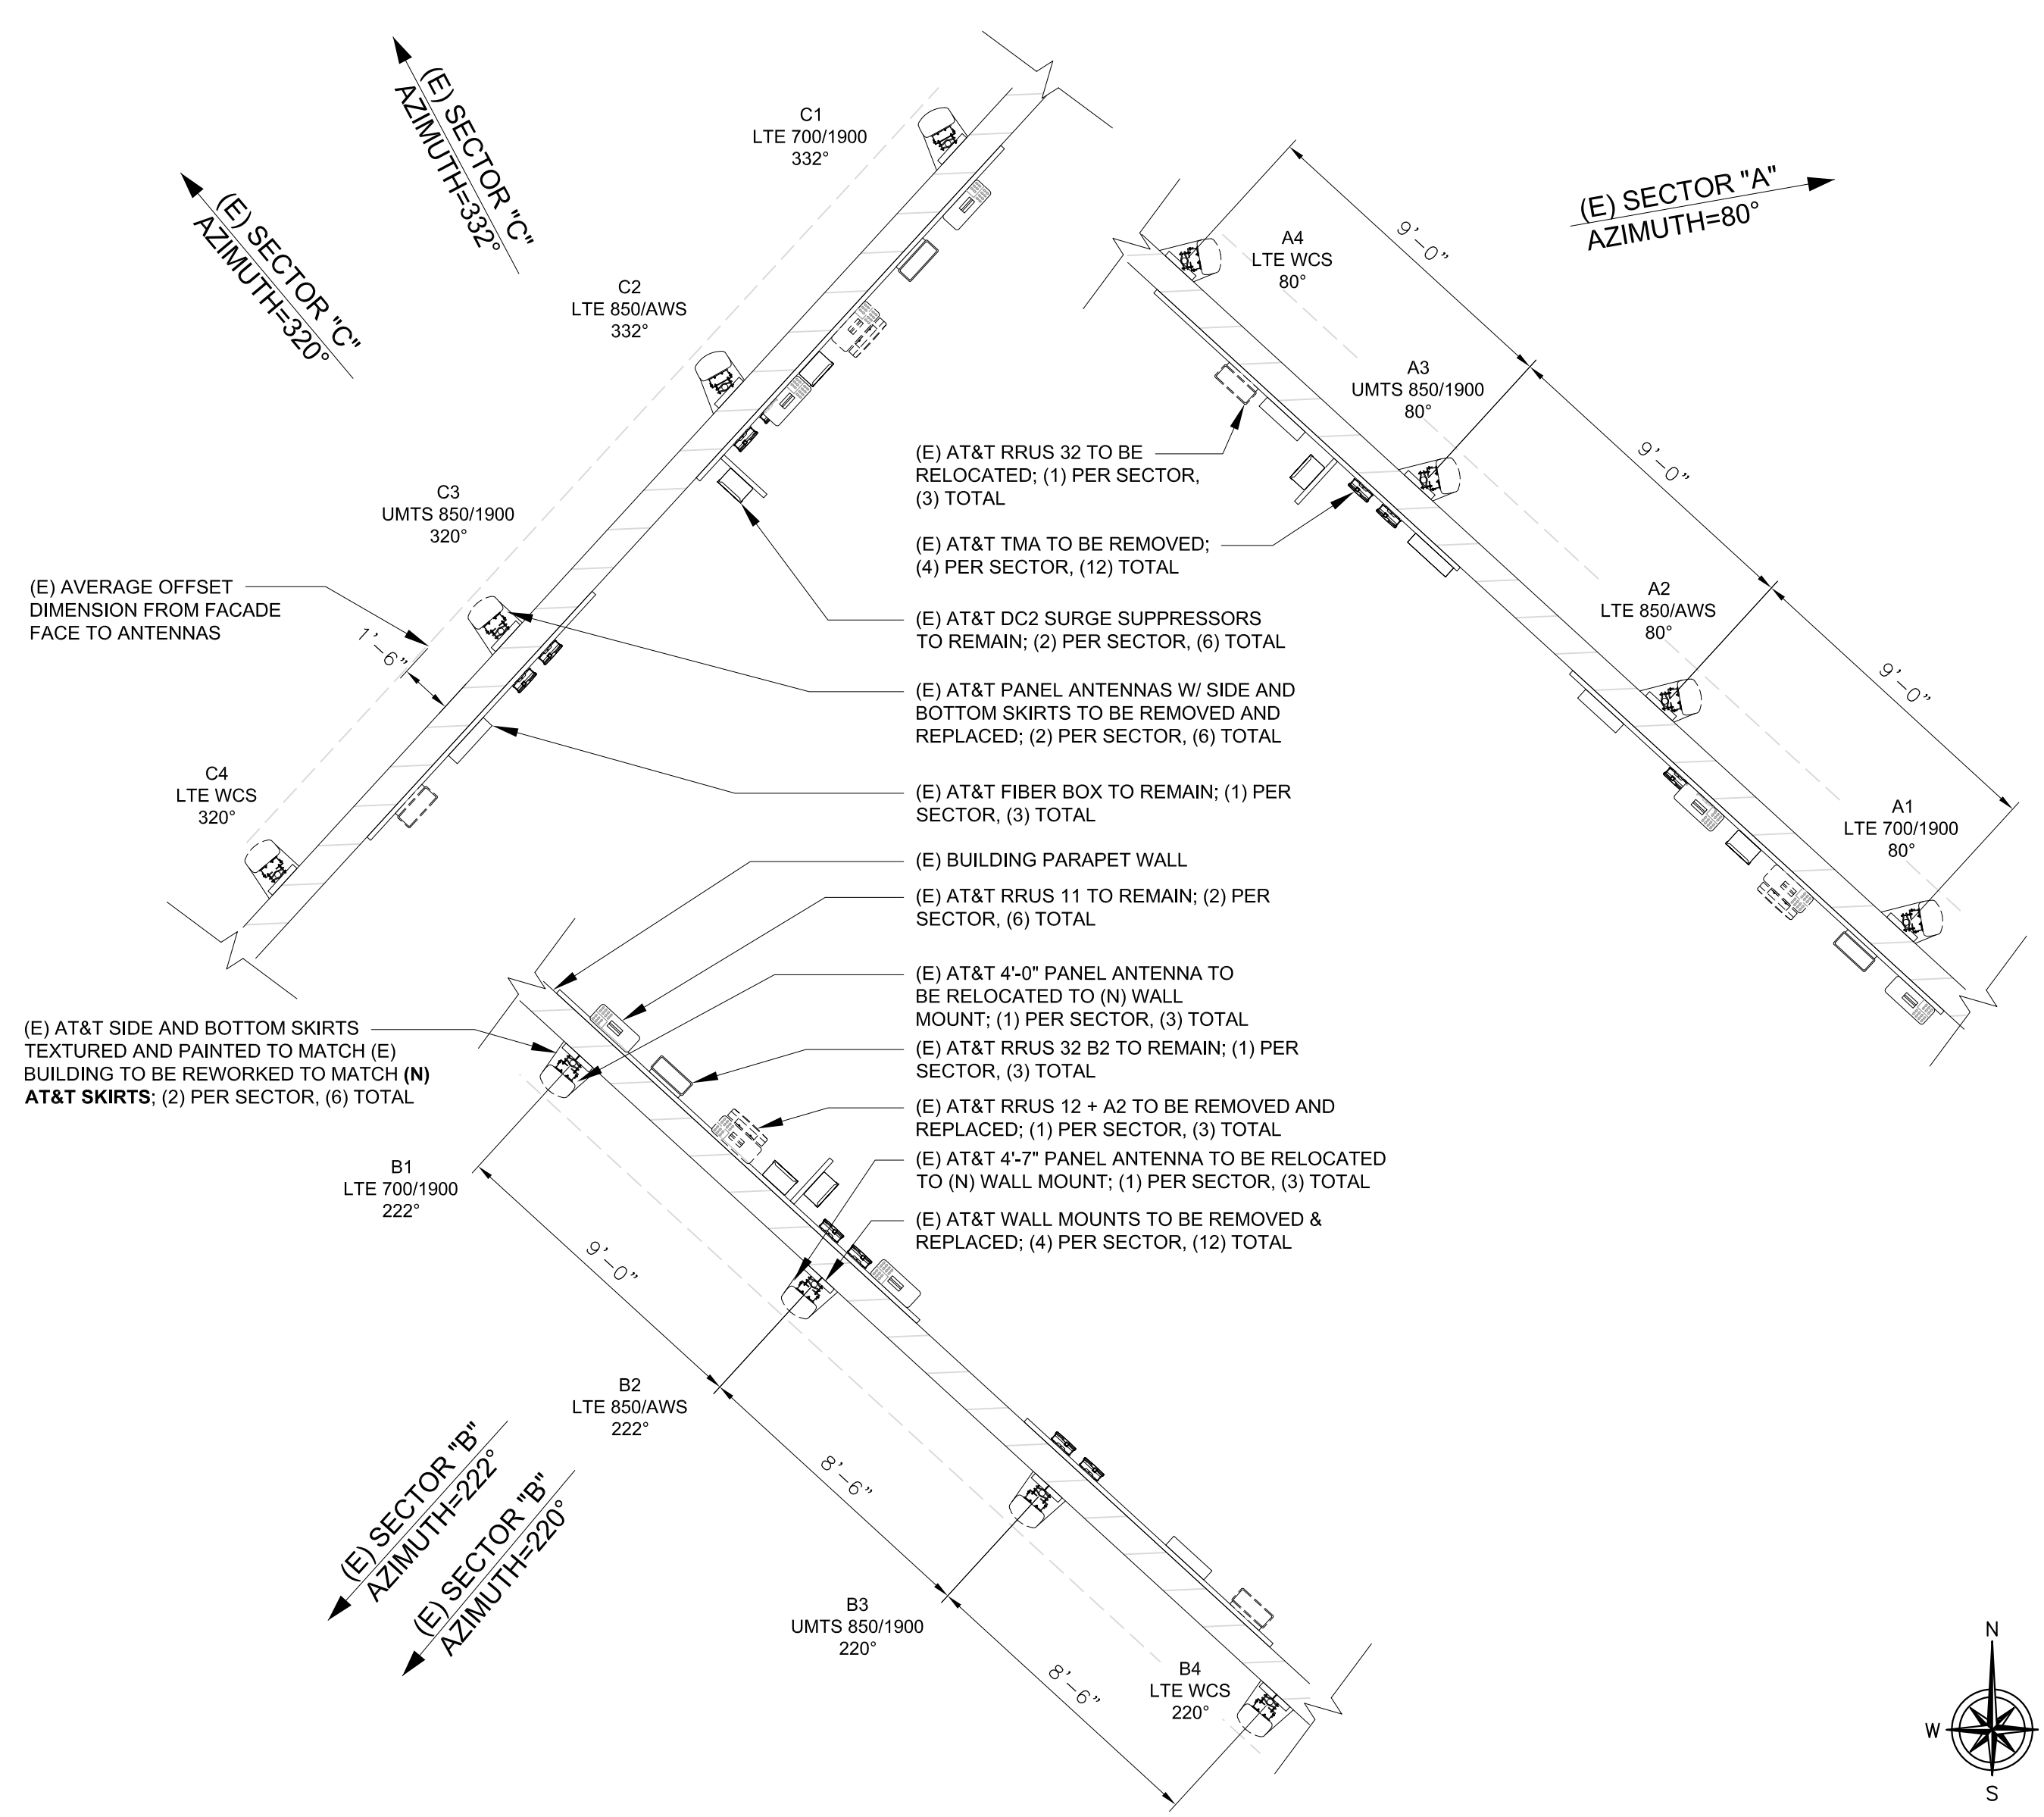 (E) SECTOR "C"
AZIMUTH=332°
(E) SECTOR "C"
AZIMUTH=320°
(E) SECTOR "A"
AZIMUTH=80°
C1
LTE 700/1900
332°
C2
LTE 850/AWS
332°
C3
UMTS 850/1900
320°
C4
LTE WCS
320°
A4
LTE WCS
80°
A3
UMTS 850/1900
80°
A2
LTE 850/AWS
80°
A1
LTE 700/1900
80°
9'-0"
9'-0"
9'-0"
(E) AVERAGE OFFSET
DIMENSION FROM FACADE
FACE TO ANTENNAS
1'-6"
(E) AT&T RRUS 32 TO BE
RELOCATED; (1) PER SECTOR,
(3) TOTAL
(E) AT&T TMA TO BE REMOVED;
(4) PER SECTOR, (12) TOTAL
(E) AT&T DC2 SURGE SUPPRESSORS
TO REMAIN; (2) PER SECTOR, (6) TOTAL
(E) AT&T PANEL ANTENNAS W/ SIDE AND
BOTTOM SKIRTS TO BE REMOVED AND
REPLACED; (2) PER SECTOR, (6) TOTAL
(E) AT&T FIBER BOX TO REMAIN; (1) PER
SECTOR, (3) TOTAL
(E) BUILDING PARAPET WALL
(E) AT&T RRUS 11 TO REMAIN; (2) PER
SECTOR, (6) TOTAL
(E) AT&T 4'-0" PANEL ANTENNA TO
BE RELOCATED TO (N) WALL
MOUNT; (1) PER SECTOR, (3) TOTAL
(E) AT&T RRUS 32 B2 TO REMAIN; (1) PER
SECTOR, (3) TOTAL
(E) AT&T RRUS 12 + A2 TO BE REMOVED AND
REPLACED; (1) PER SECTOR, (3) TOTAL
(E) AT&T 4'-7" PANEL ANTENNA TO BE RELOCATED
TO (N) WALL MOUNT; (1) PER SECTOR, (3) TOTAL
(E) AT&T WALL MOUNTS TO BE REMOVED &
REPLACED; (4) PER SECTOR, (12) TOTAL
(E) AT&T SIDE AND BOTTOM SKIRTS
TEXTURED AND PAINTED TO MATCH (E)
BUILDING TO BE REWORKED TO MATCH (N)
AT&T SKIRTS; (2) PER SECTOR, (6) TOTAL
B1
LTE 700/1900
222°
9'-0"
B2
LTE 850/AWS
222°
8'-6"
B3
UMTS 850/1900
220°
8'-6"
B4
LTE WCS
220°
(E) SECTOR "B"
AZIMUTH=222°
(E) SECTOR "B"
AZIMUTH=220°
N
W
S